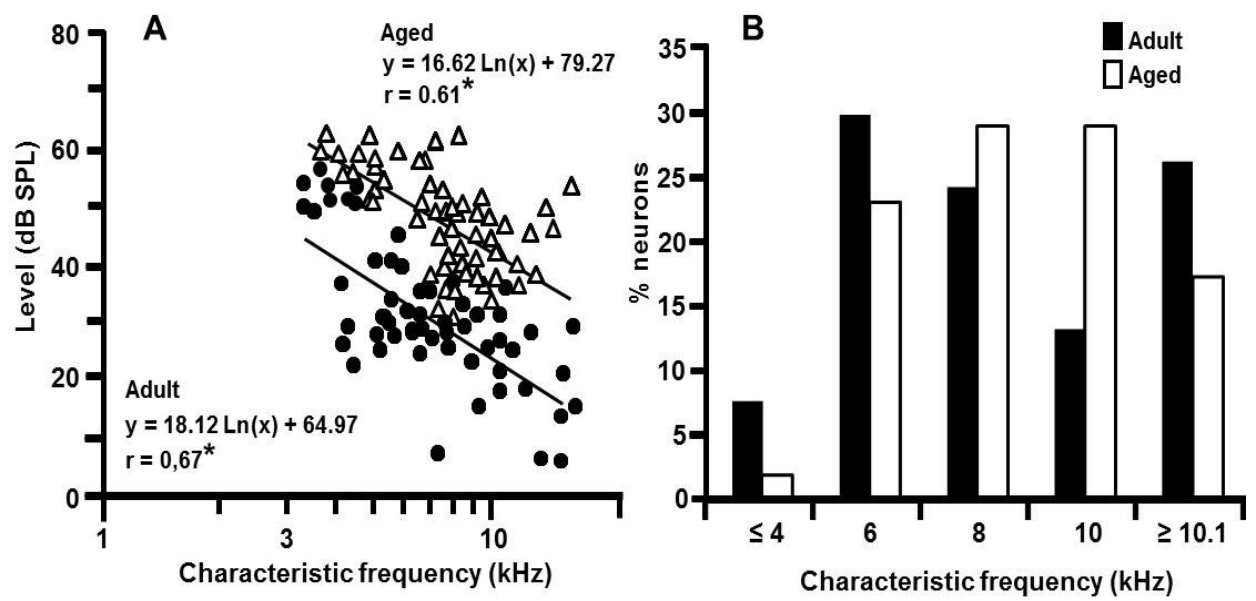 A
Aged
y = 16.62 Ln(x) + 79.27
r = 0.61*
80
60
40
20
0
Level (dB SPL)
Adult
y = 18.12 Ln(x) + 64.97
r = 0,67*
1
3
10
Characteristic frequency (kHz)
B
Adult
Aged
35
30
25
20
15
10
5
0
% neurons
≤ 4
6
8
10
≥ 10.1
Characteristic frequency (kHz)